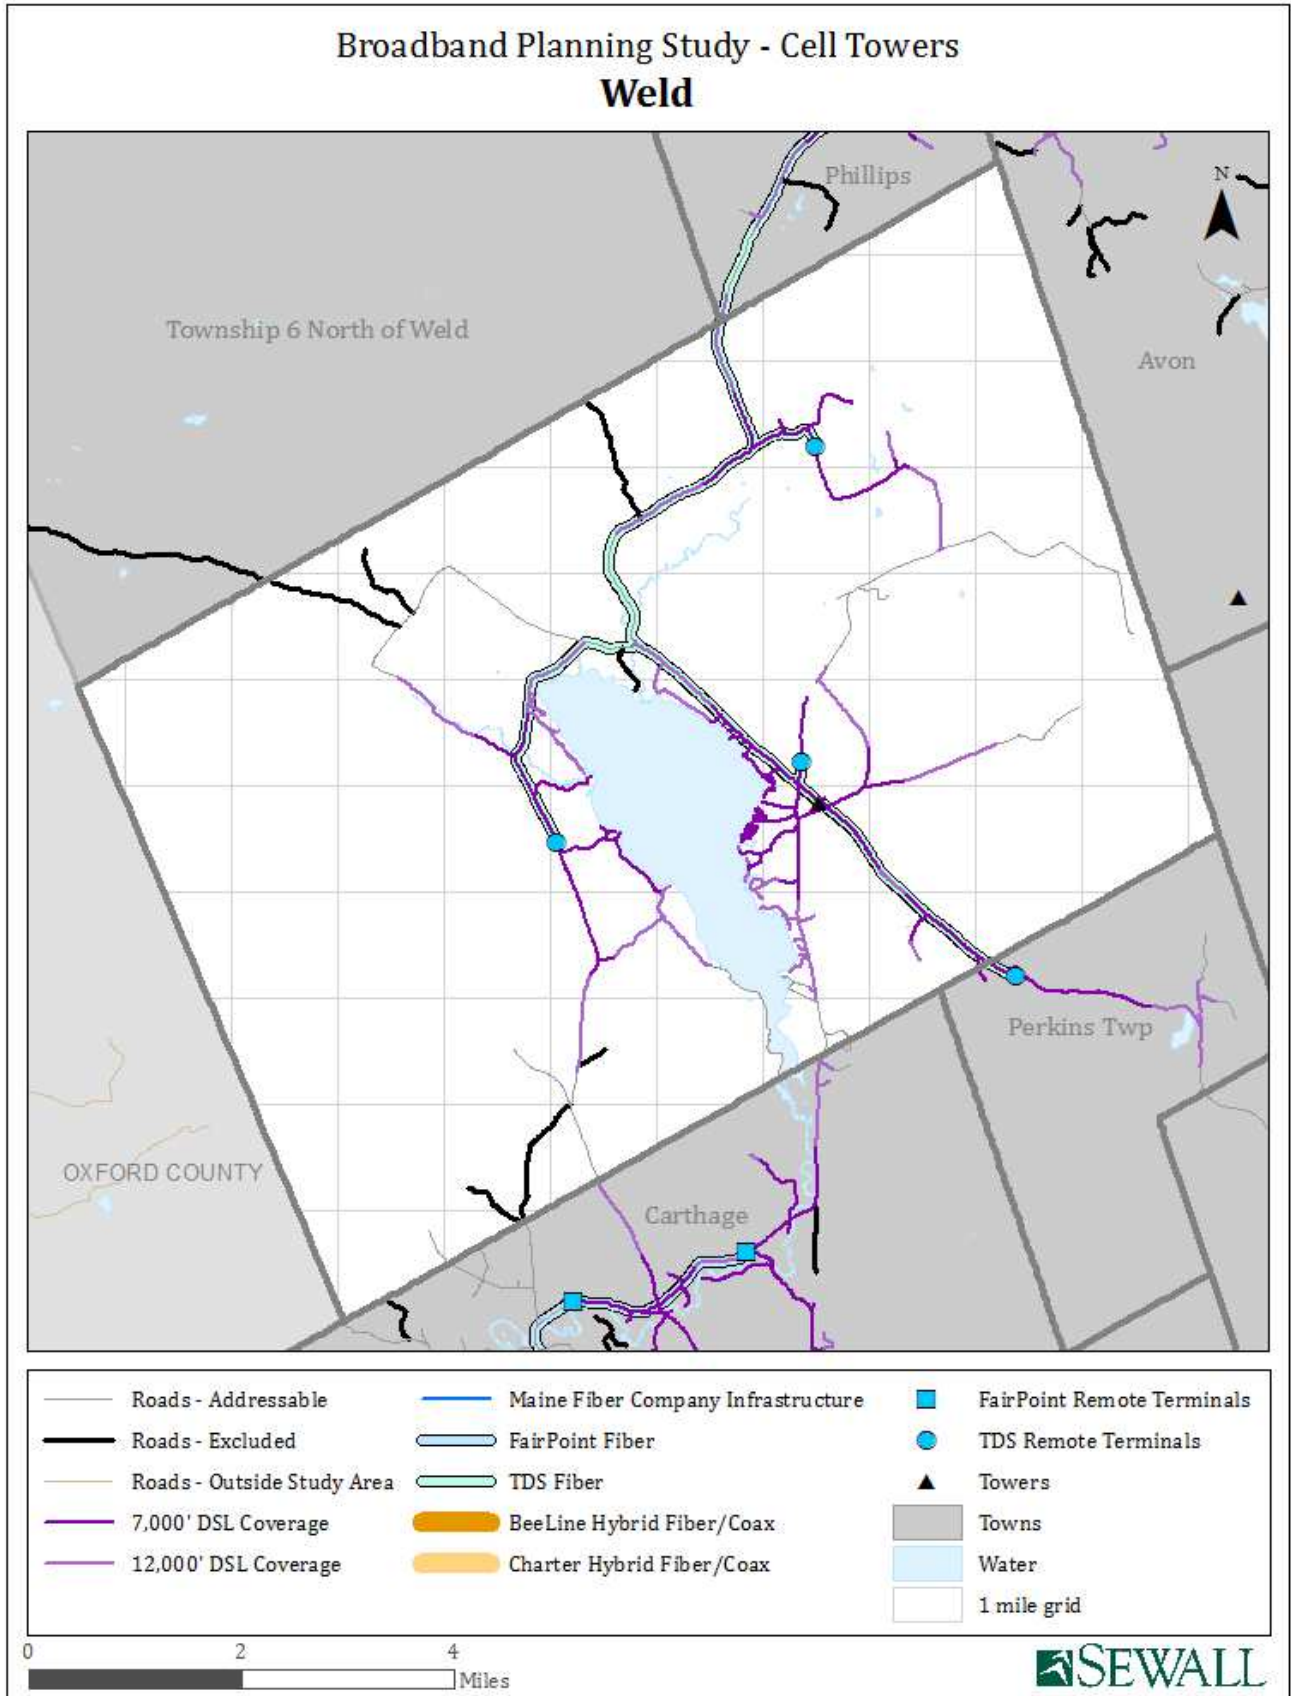 Broadband Planning Study - Cell Towers
Weld
Phillips
N
Township 6 North of Weld
Avon
Perkins Twp
OXFORD COUNTY
Carthage
Roads - Addressable
Roads - Excluded
Roads - Outside Study Area
7,000' DSL Coverage
12,000' DSL Coverage
Maine Fiber Company Infrastructure
FairPoint Fiber
TDS Fiber
BeeLine Hybrid Fiber/Coax
Charter Hybrid Fiber/Coax
FairPoint Remote Terminals
TDS Remote Terminals
Towers
Towns
Water
1 mile grid
0 2 4
Miles
SEWALL